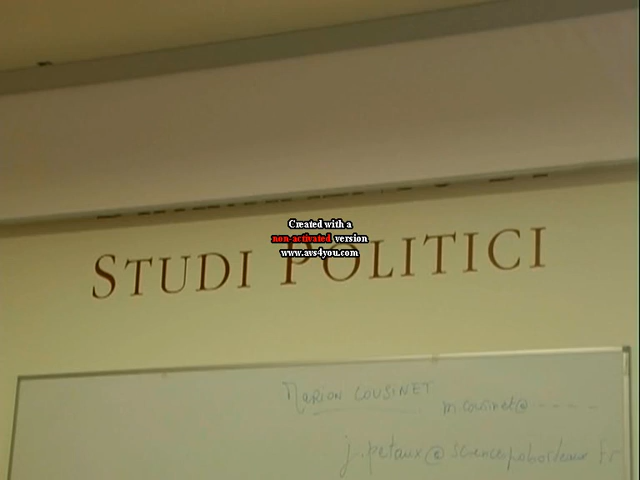 Created with a
non-activated version
www.avs4you.com
STUDI POLITICI
MARION COUSINET
m.cousinet@ - - - -
j.petaux@sciencespobordeaux.fr